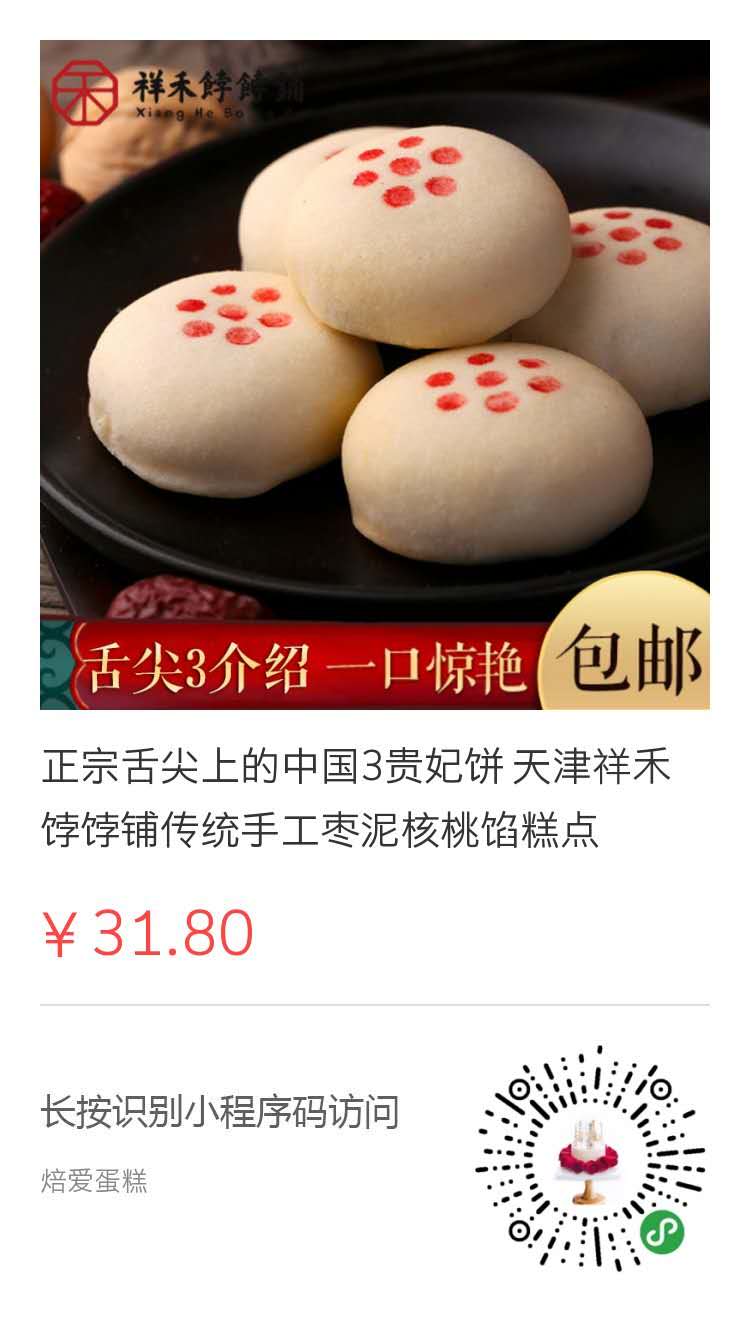 祥禾餑餑鋪
Xiang He Bo
舌尖3介绍 一口惊艳
包邮
正宗舌尖上的中国3贵妃饼 天津祥禾
饽饽铺传统手工枣泥核桃馅糕点
￥31.80
长按识别小程序码访问
焙爱蛋糕